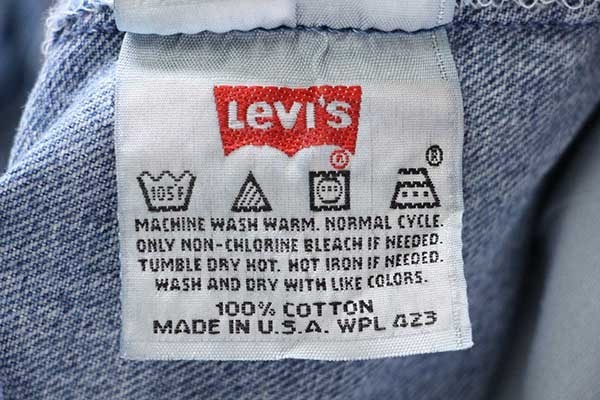 Levi's
®
®
105F
MACHINE WASH WARM. NORMAL CYCLE.
ONLY NON-CHLORINE BLEACH IF NEEDED.
TUMBLE DRY HOT. HOT IRON IF NEEDED.
WASH AND DRY WITH LIKE COLORS.
100% COTTON
MADE IN U.S.A. WPL 423